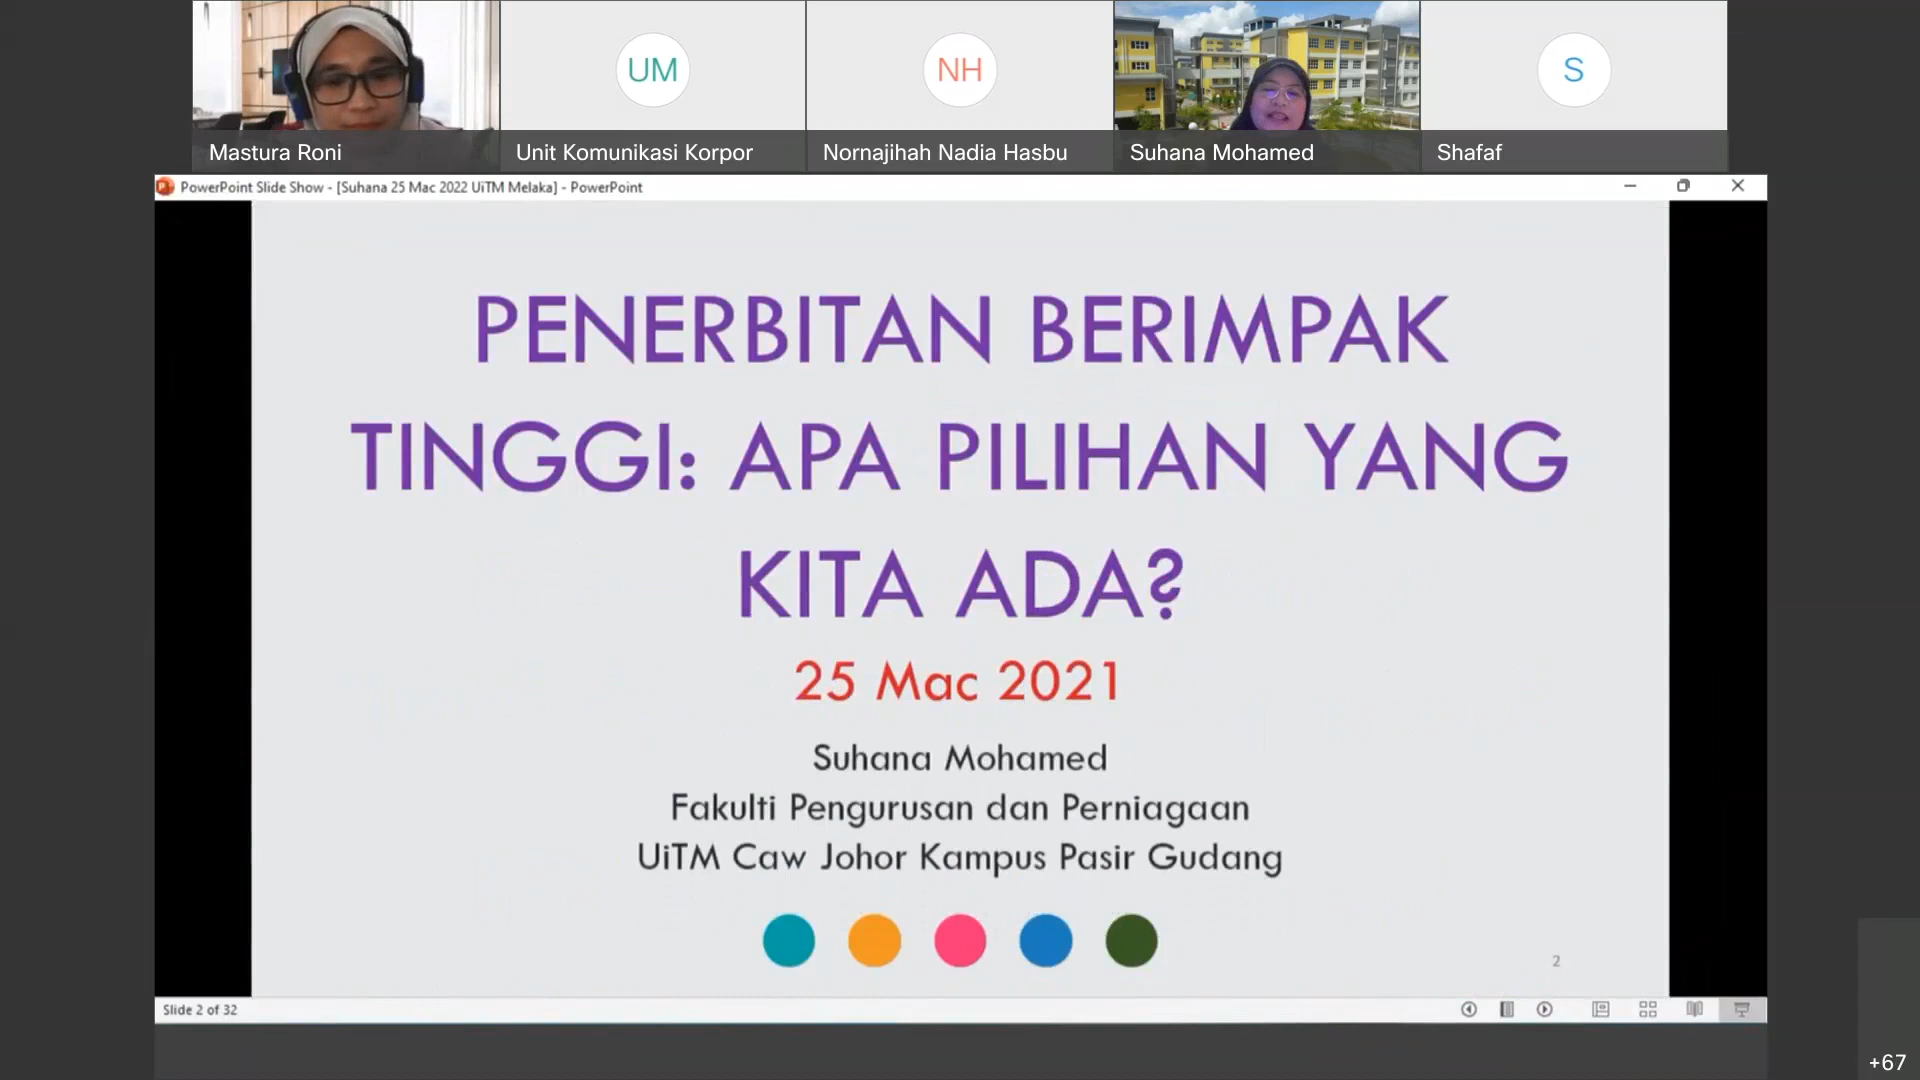 UM
NH
S
Mastura Roni
Unit Komunikasi Korpor
Nornajihah Nadia Hasbu
Suhana Mohamed
Shafaf
PowerPoint Slide Show - [Suhana 25 Mac 2022 UiTM Melaka] - PowerPoint
PENERBITAN BERIMPAK
TINGGI: APA PILIHAN YANG
KITA ADA?
25 Mac 2021
Suhana Mohamed
Fakulti Pengurusan dan Perniagaan
UiTM Caw Johor Kampus Pasir Gudang
2
Slide 2 of 32
+67